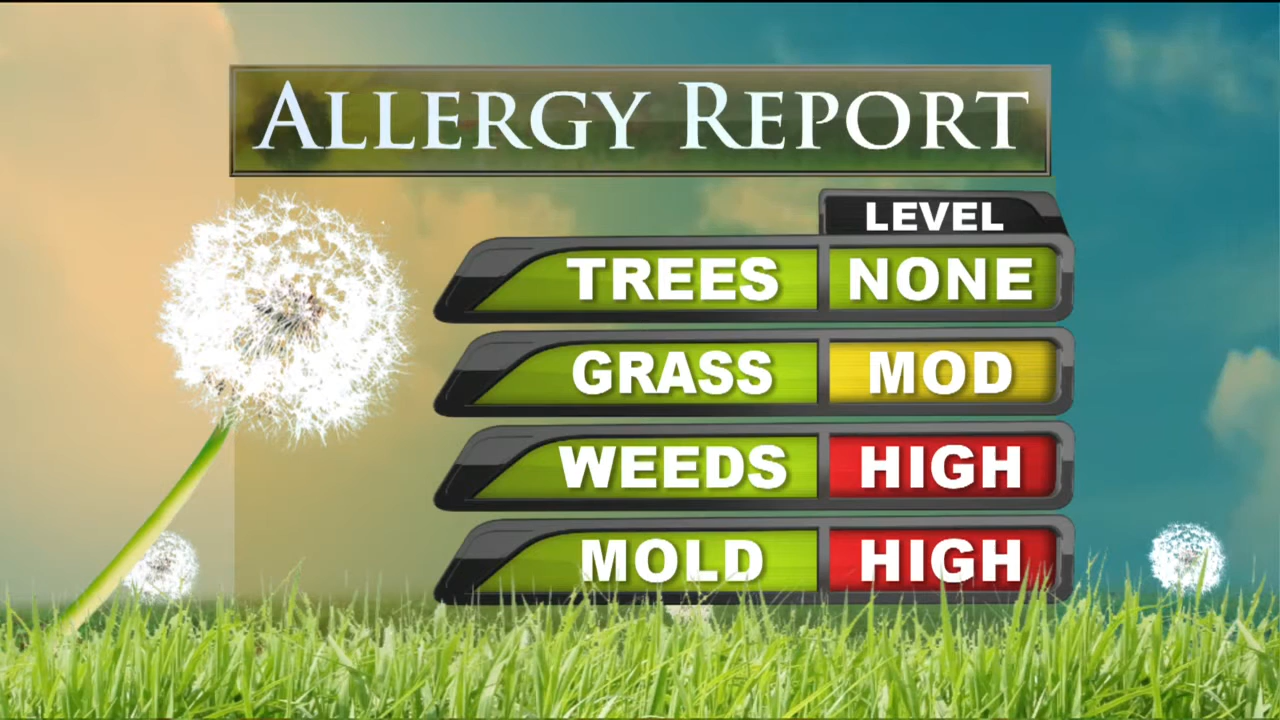 ALLERGY REPORT
LEVEL
TREES NONE
GRASS MOD
WEEDS HIGH
MOLD HIGH